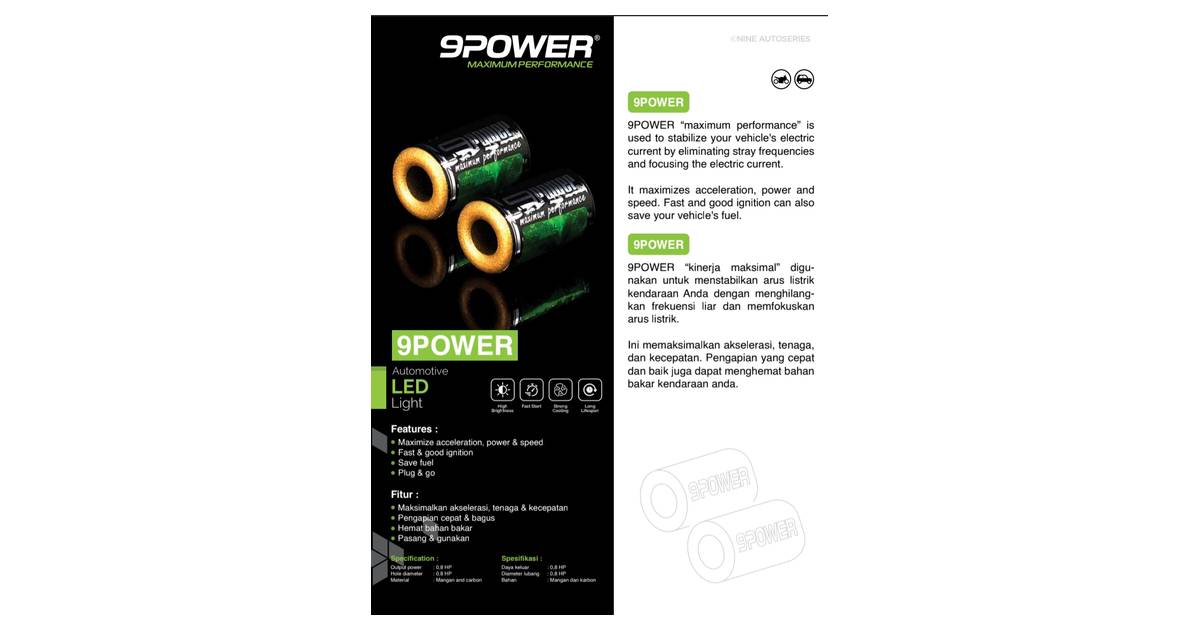 9POWER®
MAXIMUM PERFORMANCE
maximum performance
maximum performance
9POWER
Automotive
LED
Light
High
Brightness
Fast Start
Strong
Cooling
Long
Lifespan
Features :
Maximize acceleration, power & speed
Fast & good ignition
Save fuel
Plug & go
Fitur :
Maksimalkan akselerasi, tenaga & kecepatan
Pengapian cepat & bagus
Hemat bahan bakar
Pasang & gunakan
Specification :
Output power : 0,8 HP
Hole diameter : 0,8 HP
Material : Mangan and carbon
Spesifikasi :
Daya keluar : 0,8 HP
Diameter lubang : 0,8 HP
Bahan : Mangan dan karbon
©NINE AUTOSERIES
9POWER
9POWER “maximum performance” is
used to stabilize your vehicle's electric
current by eliminating stray frequencies
and focusing the electric current.
It maximizes acceleration, power and
speed. Fast and good ignition can also
save your vehicle's fuel.
9POWER
9POWER “kinerja maksimal” digu-
nakan untuk menstabilkan arus listrik
kendaraan Anda dengan menghilang-
kan frekuensi liar dan memfokuskan
arus listrik.
Ini memaksimalkan akselerasi, tenaga,
dan kecepatan. Pengapian yang cepat
dan baik juga dapat menghemat bahan
bakar kendaraan anda.
9POWER
9POWER